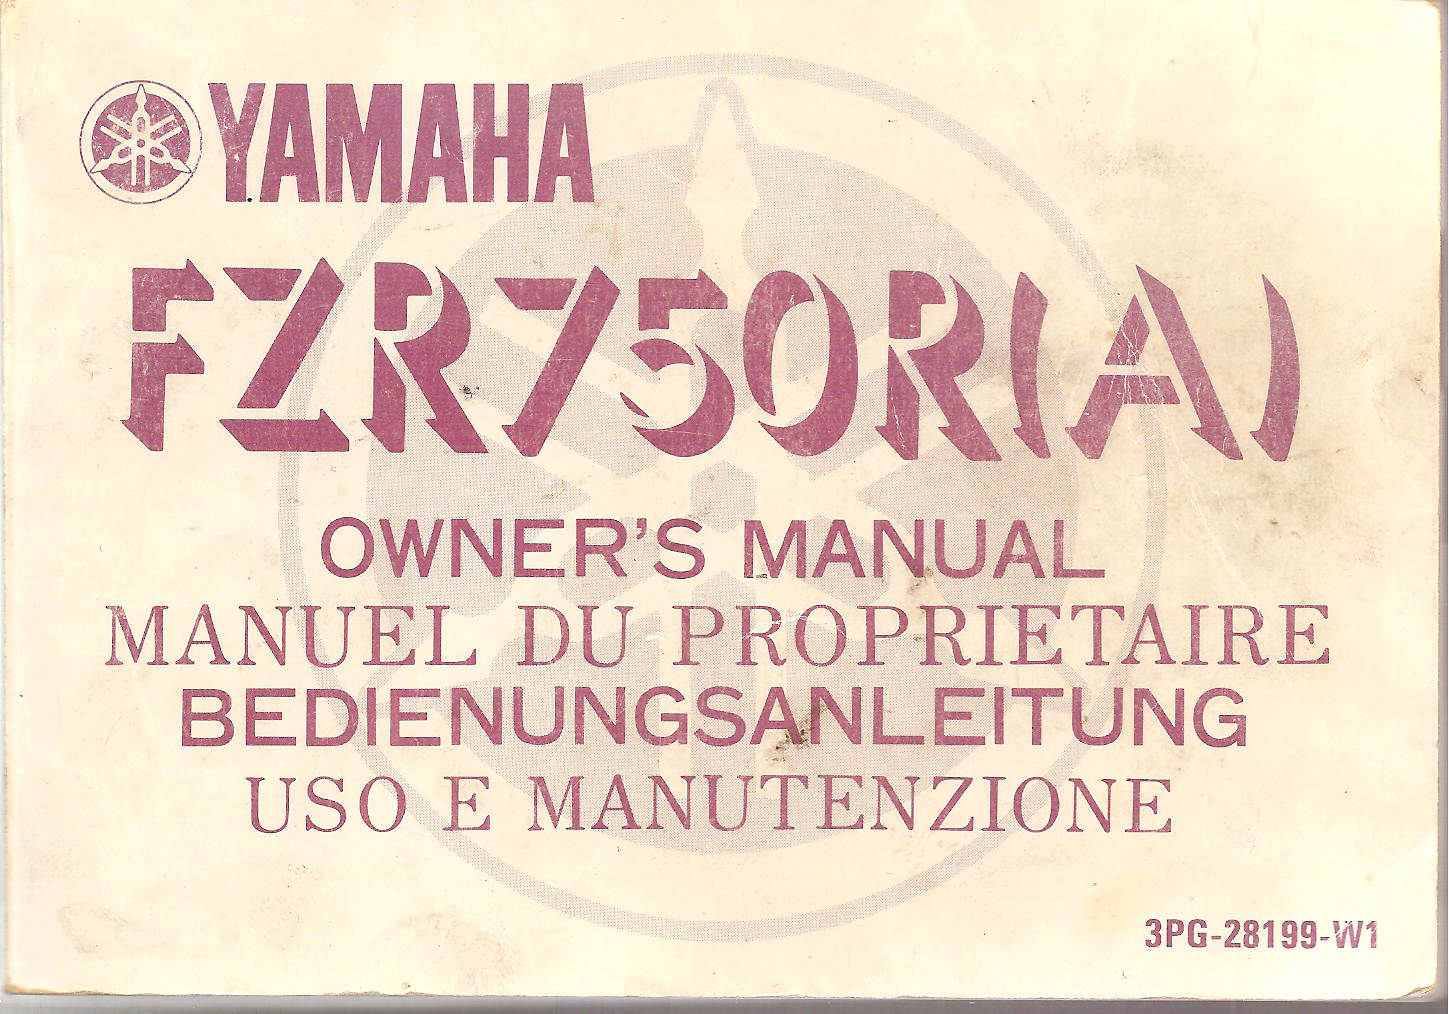 YAMAHA
FZR750R(A)
OWNER'S MANUAL
MANUEL DU PROPRIETAIRE
BEDIENUNGSANLEITUNG
USO E MANUTENZIONE
3PG-28199-W1